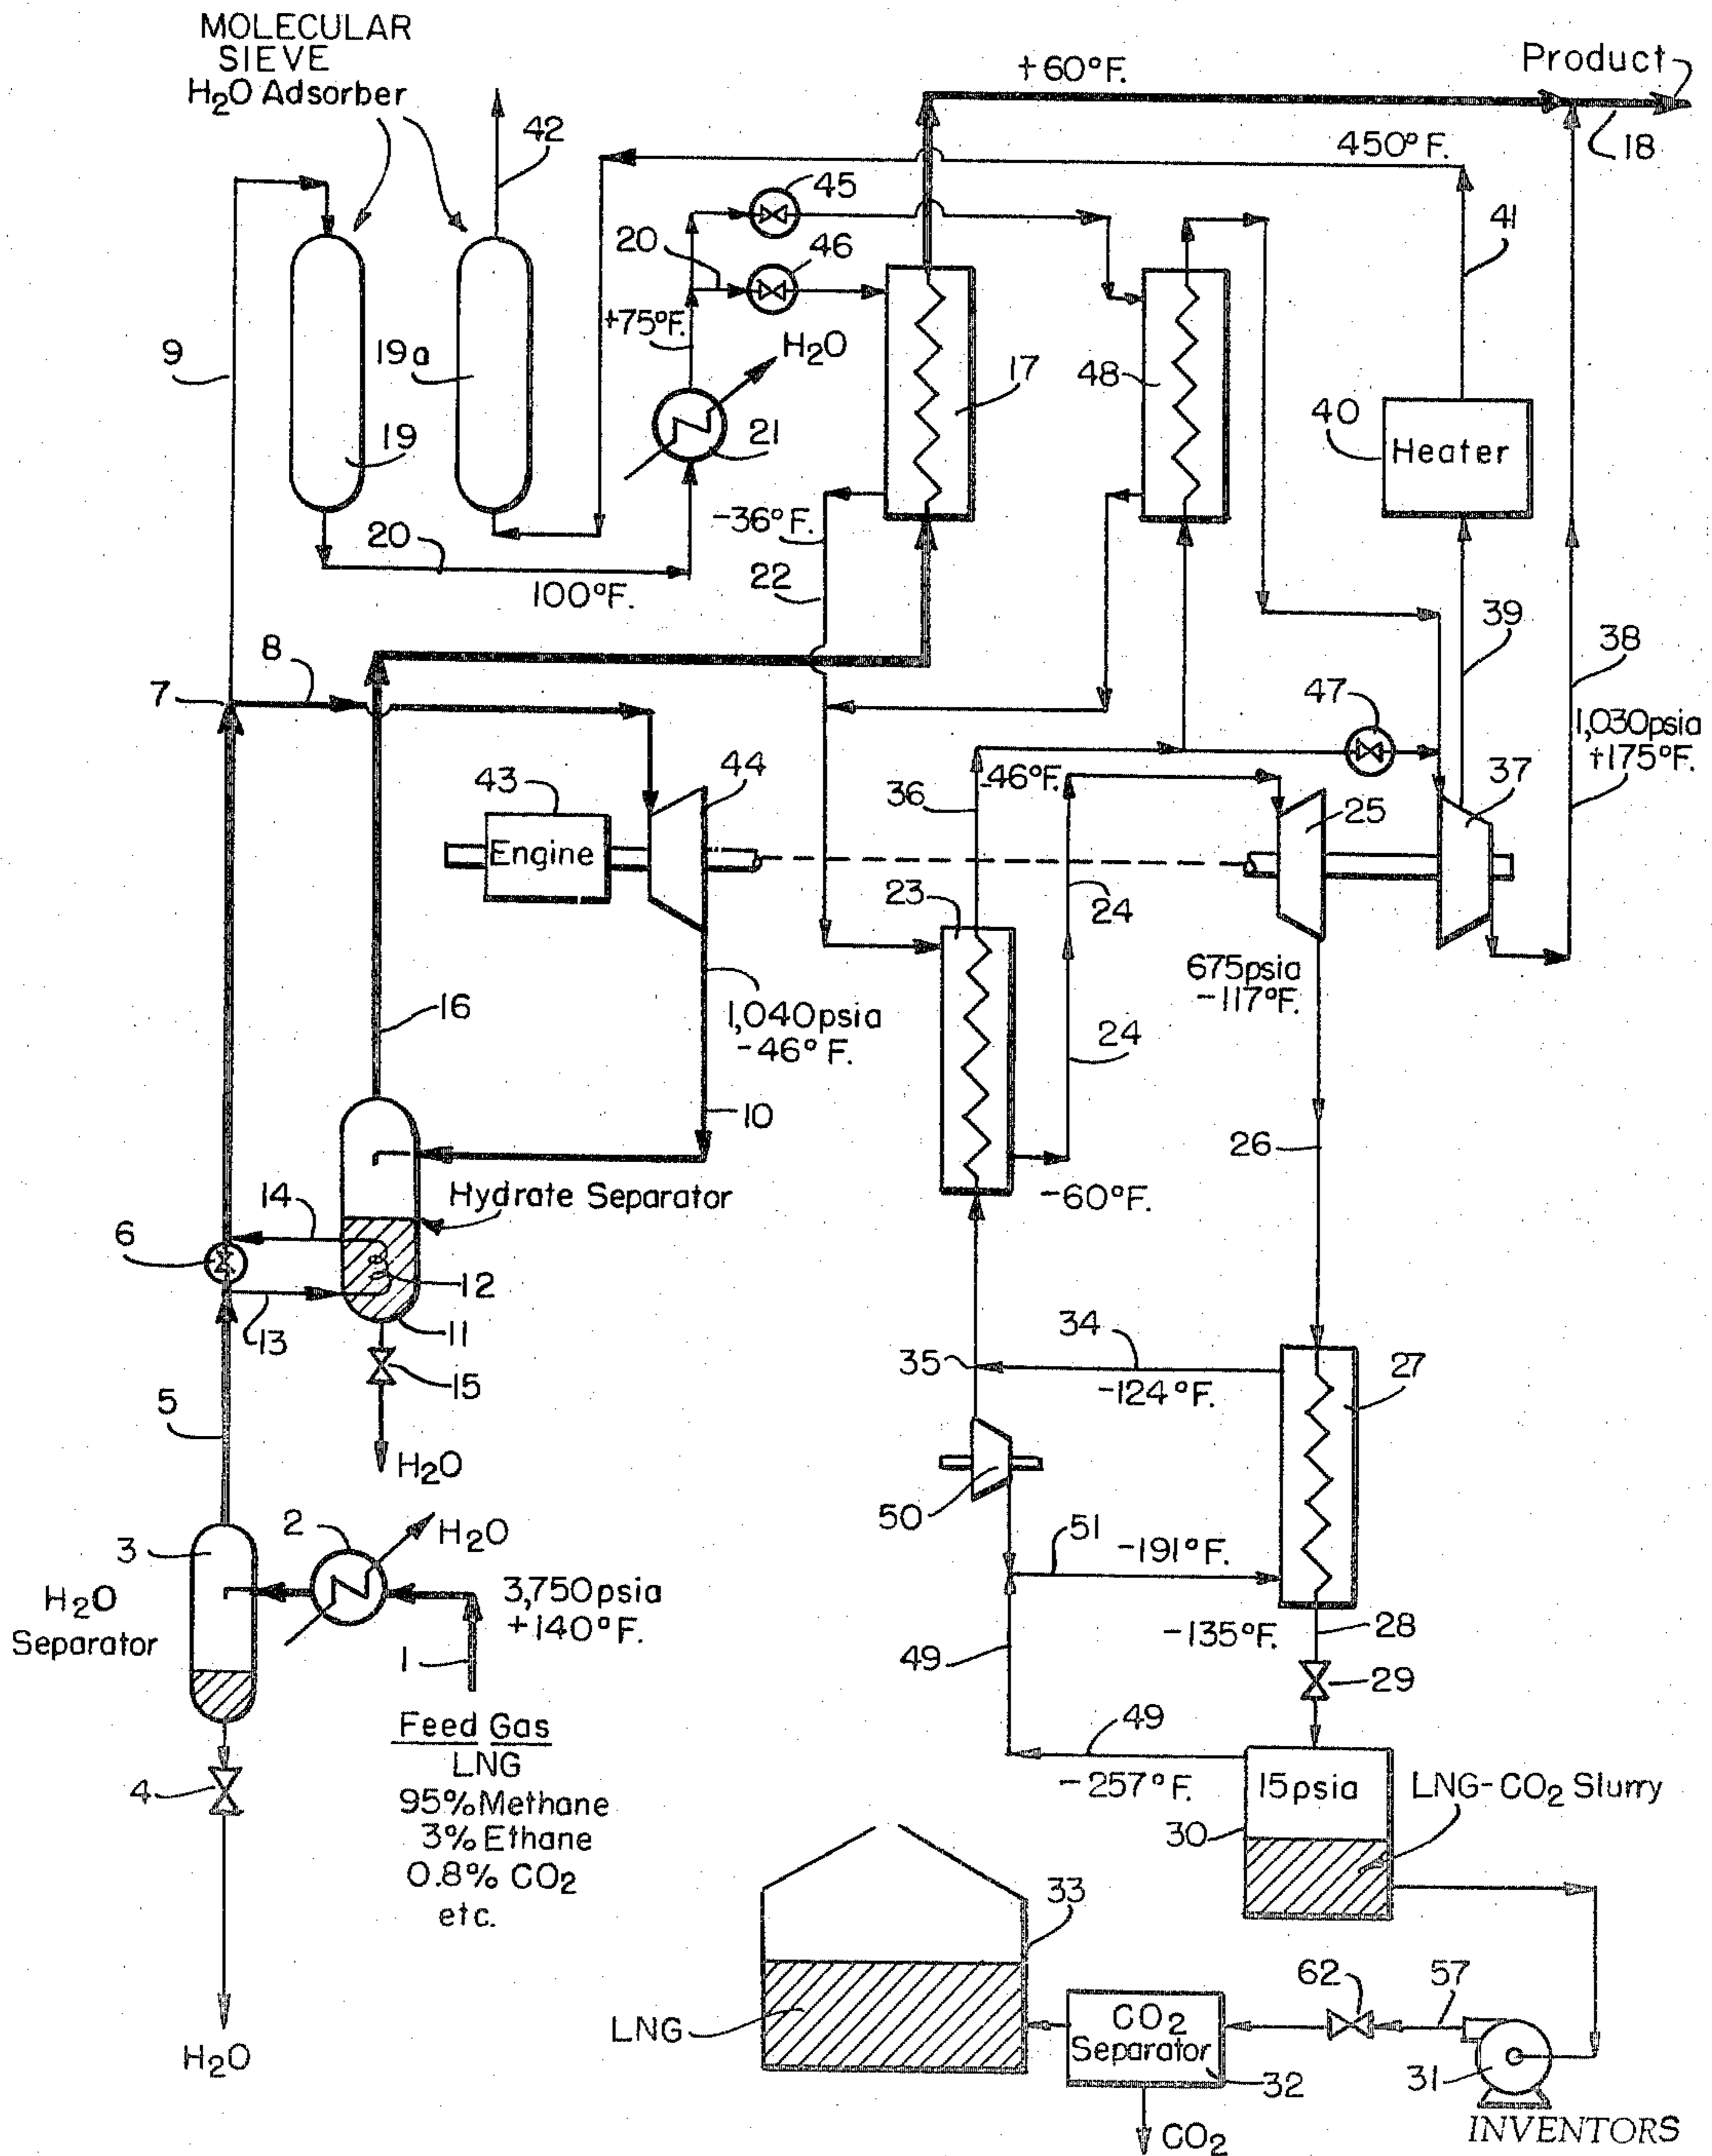 MOLECULAR
SIEVE
H2O Adsorber
42
+60°F.
Product
18
450°F.
45
20
46
41
+75°F.
H2O
9
19a
17
48
40
Heater
19
21
-36°F.
20
100°F.
22
39
38
8
7
47
1,030psia
+175°F.
-46°F.
37
44
36
43
25
Engine
23
24
675psia
-117°F.
16
1,040psia
-46°F.
24
10
26
Hydrate Separator
14
-60°F.
6
12
13
11
34
35
27
15
-124°F.
5
H2O
50
51
-191°F.
2
H2O
3
H2O
Separator
3,750psia
+140°F.
-135°F.
28
1
49
29
Feed Gas
LNG
95% Methane
3% Ethane
0.8% CO2
etc.
49
-257°F.
15psia
LNG-CO2 Slurry
4
30
33
62
57
LNG
CO2
Separator
32
31
H2O
CO2
INVENTORS